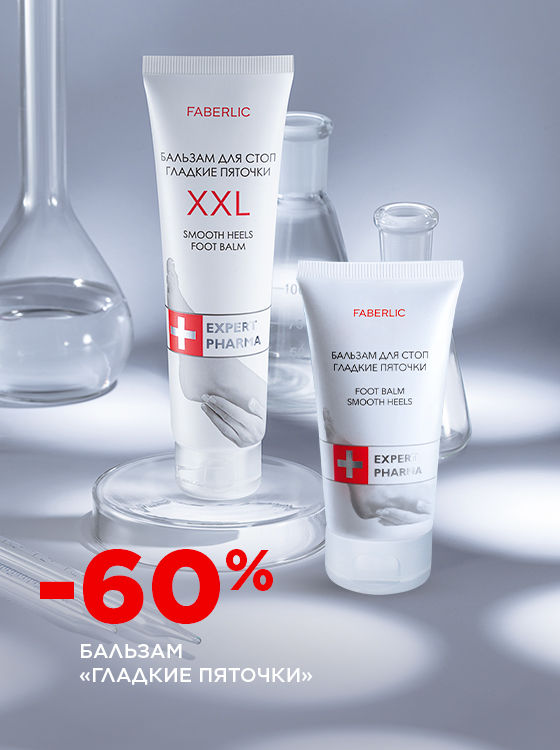 FABERLIC
БАЛЬЗАМ ДЛЯ СТОП
ГЛАДКИЕ ПЯТОЧКИ
XXL
SMOOTH HEELS
FOOT BALM
EXPERT
PHARMA
FABERLIC
БАЛЬЗАМ ДЛЯ СТОП
ГЛАДКИЕ ПЯТОЧКИ
FOOT BALM
SMOOTH HEELS
EXPERT
PHARMA
-60%
БАЛЬЗАМ
«ГЛАДКИЕ ПЯТОЧКИ»